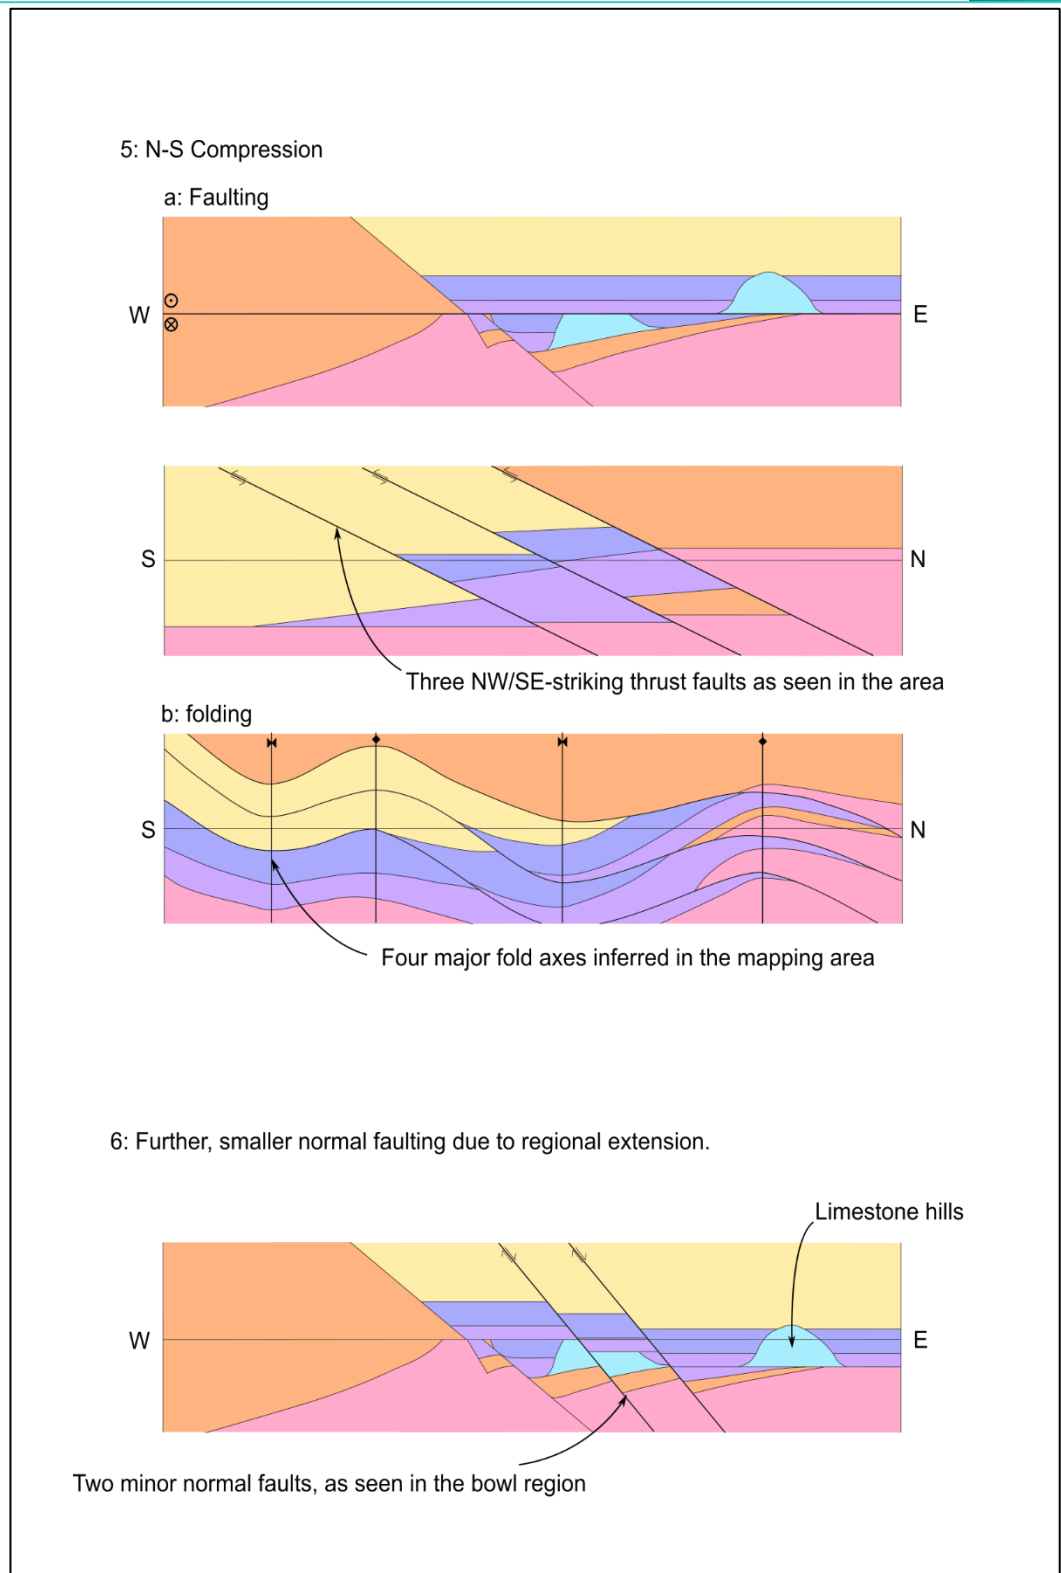 5: N-S Compression
a: Faulting
W
E
S
N
Three NW/SE-striking thrust faults as seen in the area
b: folding
S
N
Four major fold axes inferred in the mapping area
6: Further, smaller normal faulting due to regional extension.
Limestone hills
W
E
Two minor normal faults, as seen in the bowl region